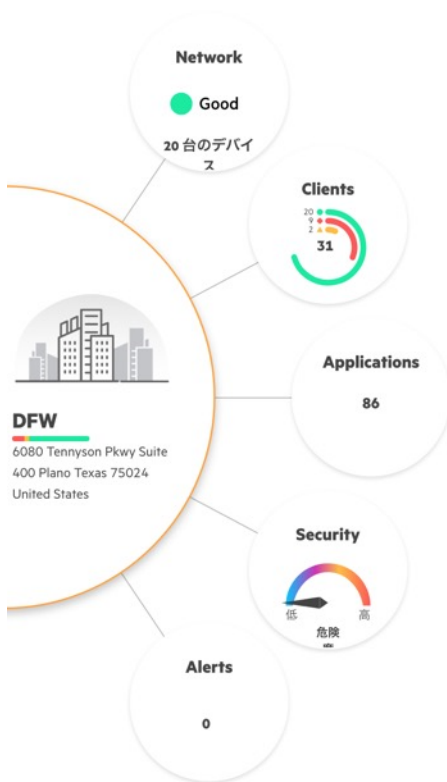 Network
Good
20 台のデバイ
ス
Clients
20
9
2
31
Applications
86
DFW
6080 Tennyson Pkwy Suite
400 Plano Texas 75024
United States
Security
低 高
危険
Alerts
0